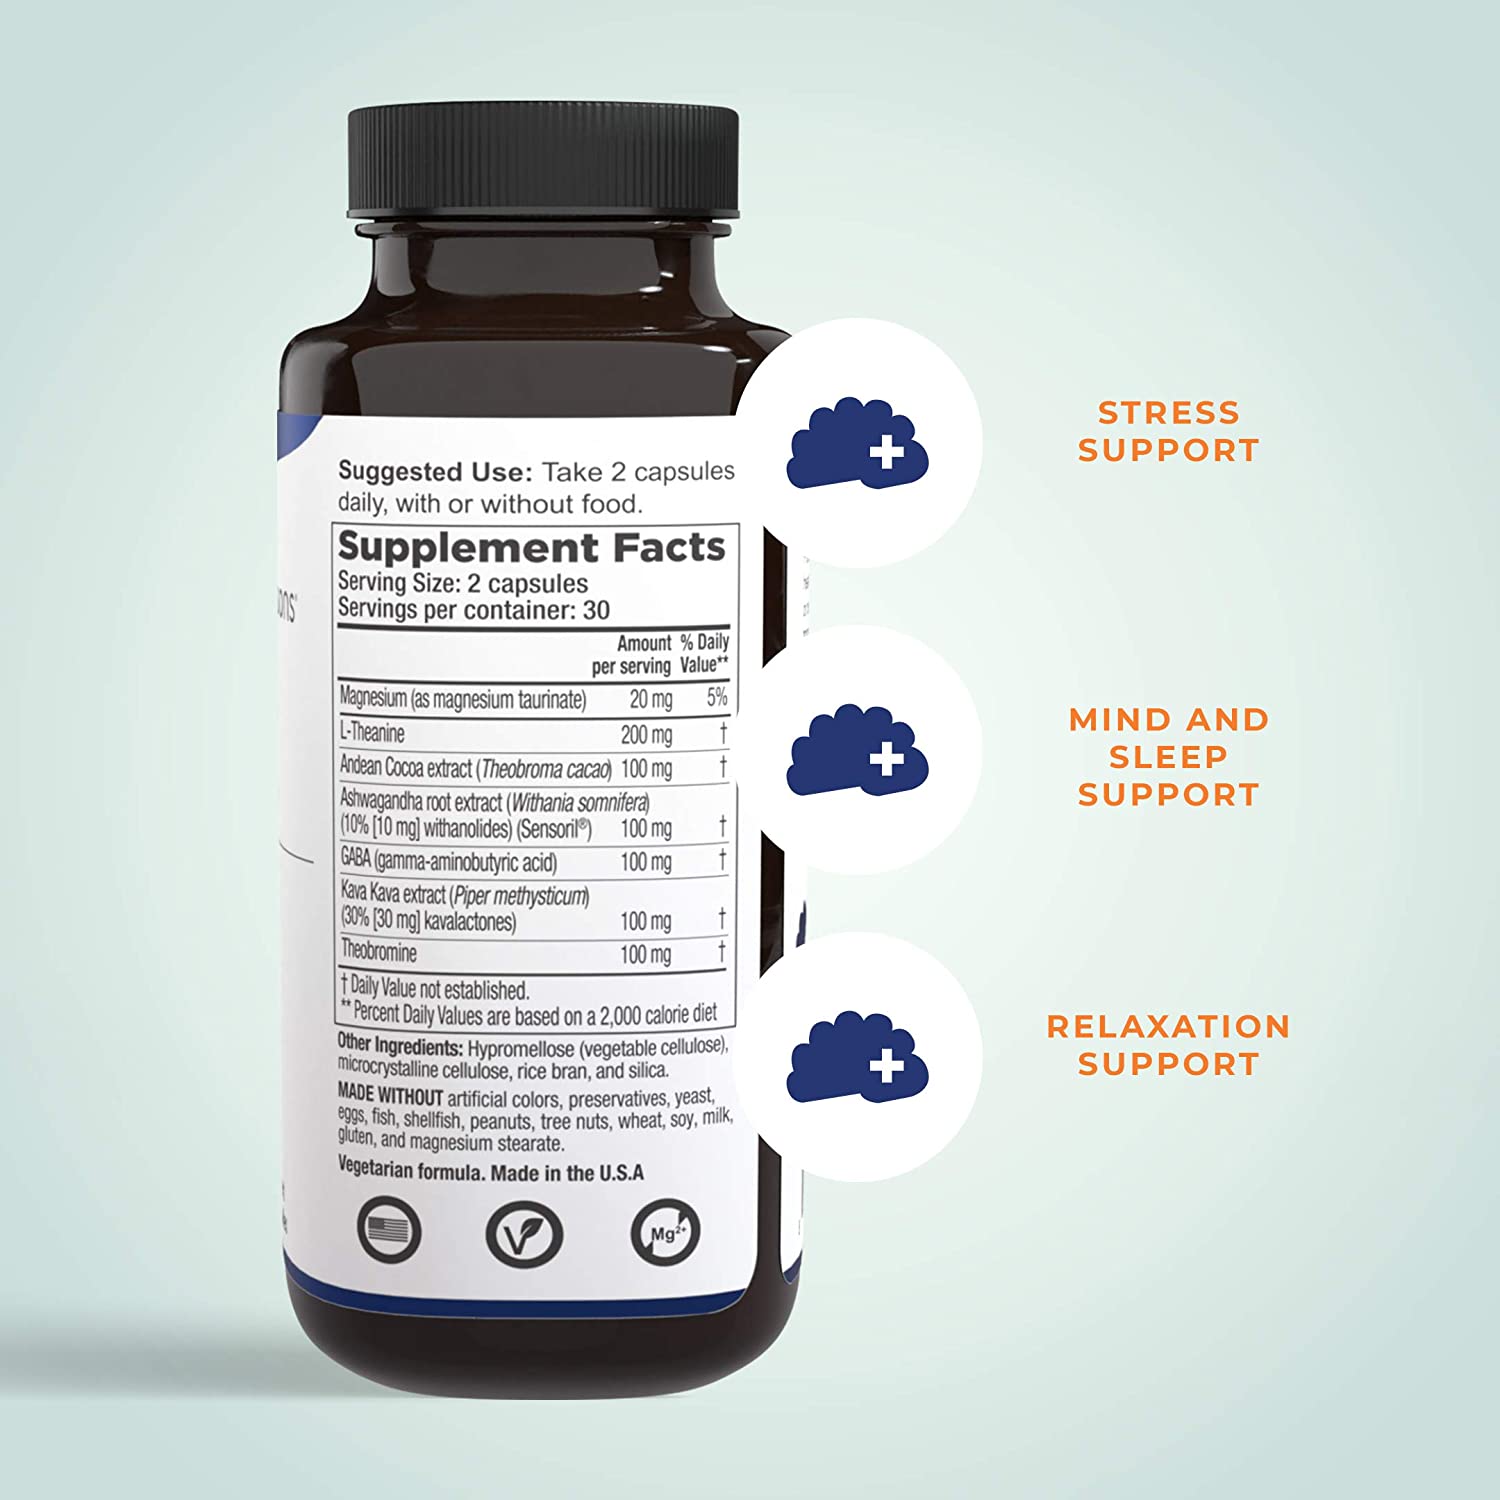 Suggested Use: Take 2 capsules
daily, with or without food.
Supplement Facts
Serving Size: 2 capsules
Servings per container: 30
Amount per serving % Daily Value**
Magnesium (as magnesium taurinate) 20 mg 5%
L-Theanine 200 mg †
Andean Cocoa extract (Theobroma cacao) 100 mg †
Ashwagandha root extract (Withania somnifera)
(10% [10 mg] withanolides) (Sensoril®) 100 mg †
GABA (gamma-aminobutyric acid) 100 mg †
Kava Kava extract (Piper methysticum)
(30% [30 mg] kavalactones) 100 mg †
Theobromine 100 mg †
† Daily Value not established.
** Percent Daily Values are based on a 2,000 calorie diet
Other Ingredients: Hypromellose (vegetable cellulose),
microcrystalline cellulose, rice bran, and silica.
MADE WITHOUT artificial colors, preservatives, yeast,
eggs, fish, shellfish, peanuts, tree nuts, wheat, soy, milk,
gluten, and magnesium stearate.
Vegetarian formula. Made in the U.S.A
V
Mg2+
STRESS
SUPPORT
MIND AND
SLEEP
SUPPORT
RELAXATION
SUPPORT